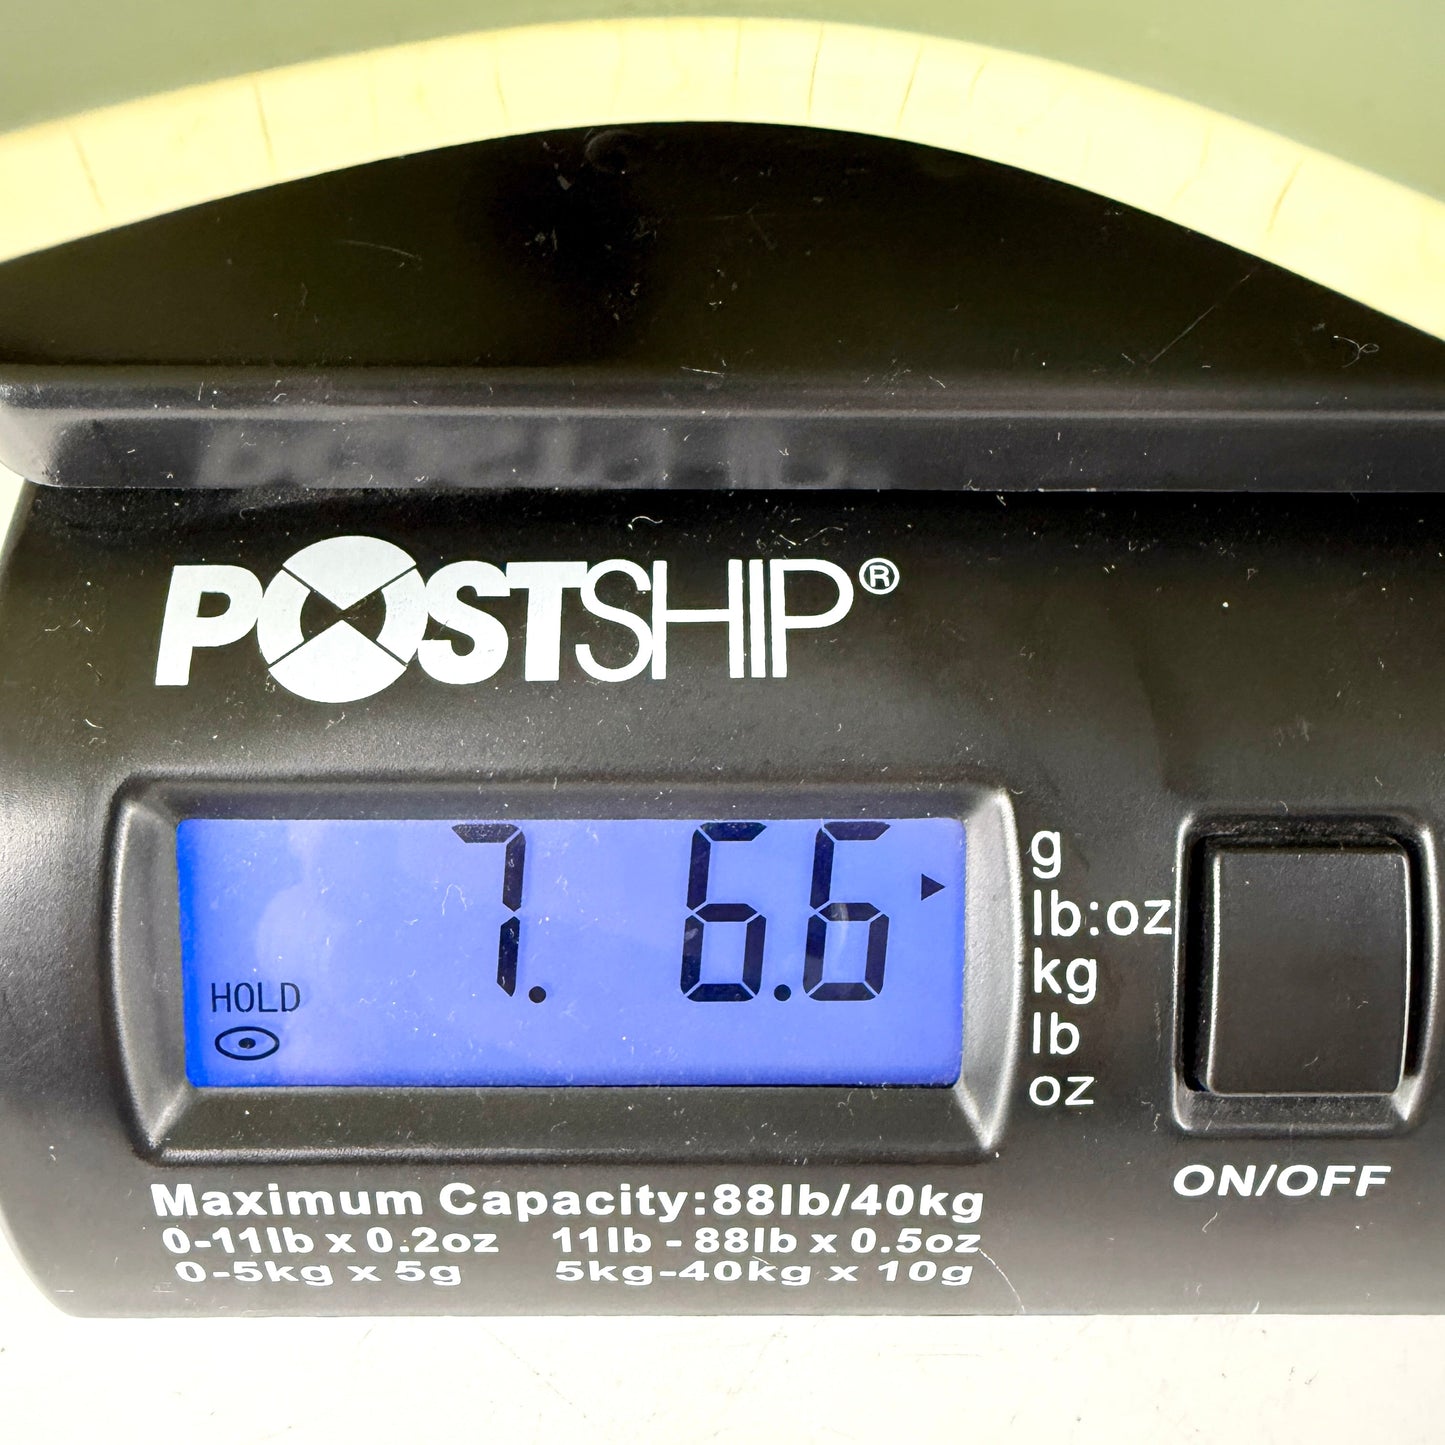 POSTSHIP®
7. 6.6
HOLD
g
lb:oz
kg
lb
oz
ON/OFF
Maximum Capacity:88lb/40kg
0-11lb x 0.2oz 11lb - 88lb x 0.5oz
0-5kg x 5g 5kg-40kg x 10g